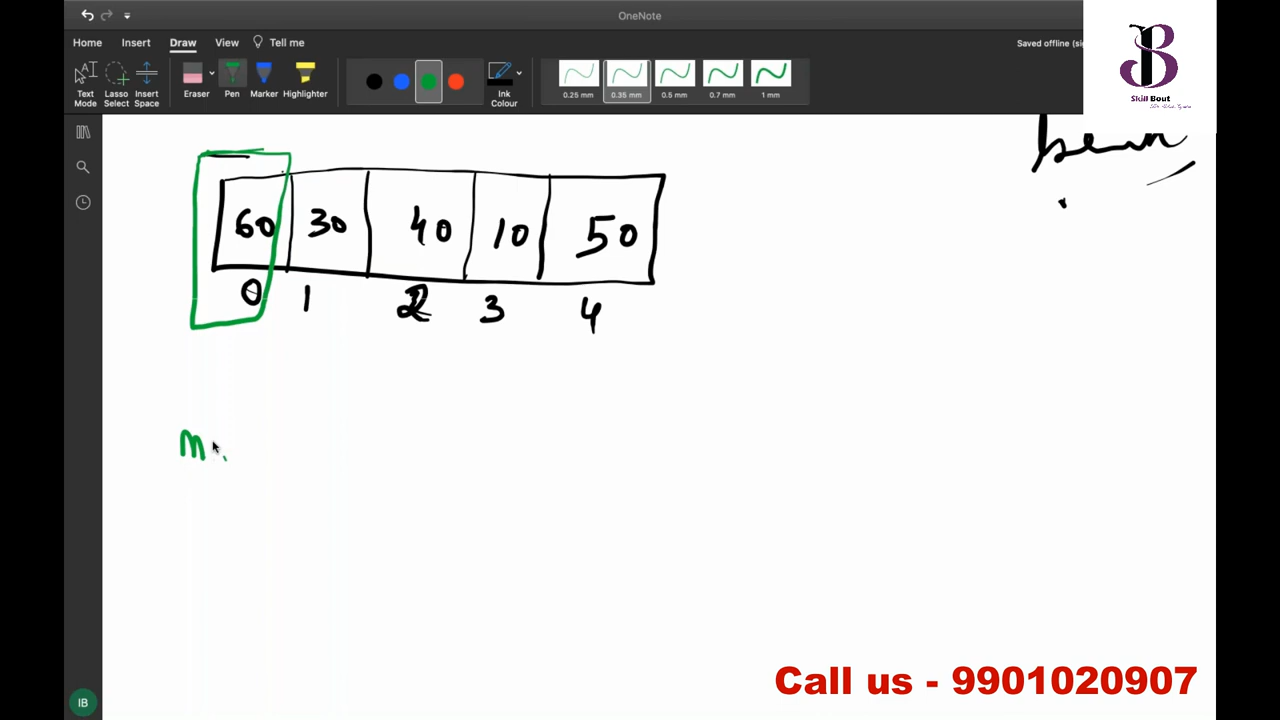 OneNote
Home Insert Draw View Tell me
Saved offline (sig
Text Mode Lasso Select Insert Space Eraser Pen Marker Highlighter Ink Colour 0.25 mm 0.35 mm 0.5 mm 0.7 mm 1 mm
Skill Bout
60 30 40 10 50
0 1 2 3 4
m
IB
Call us - 9901020907